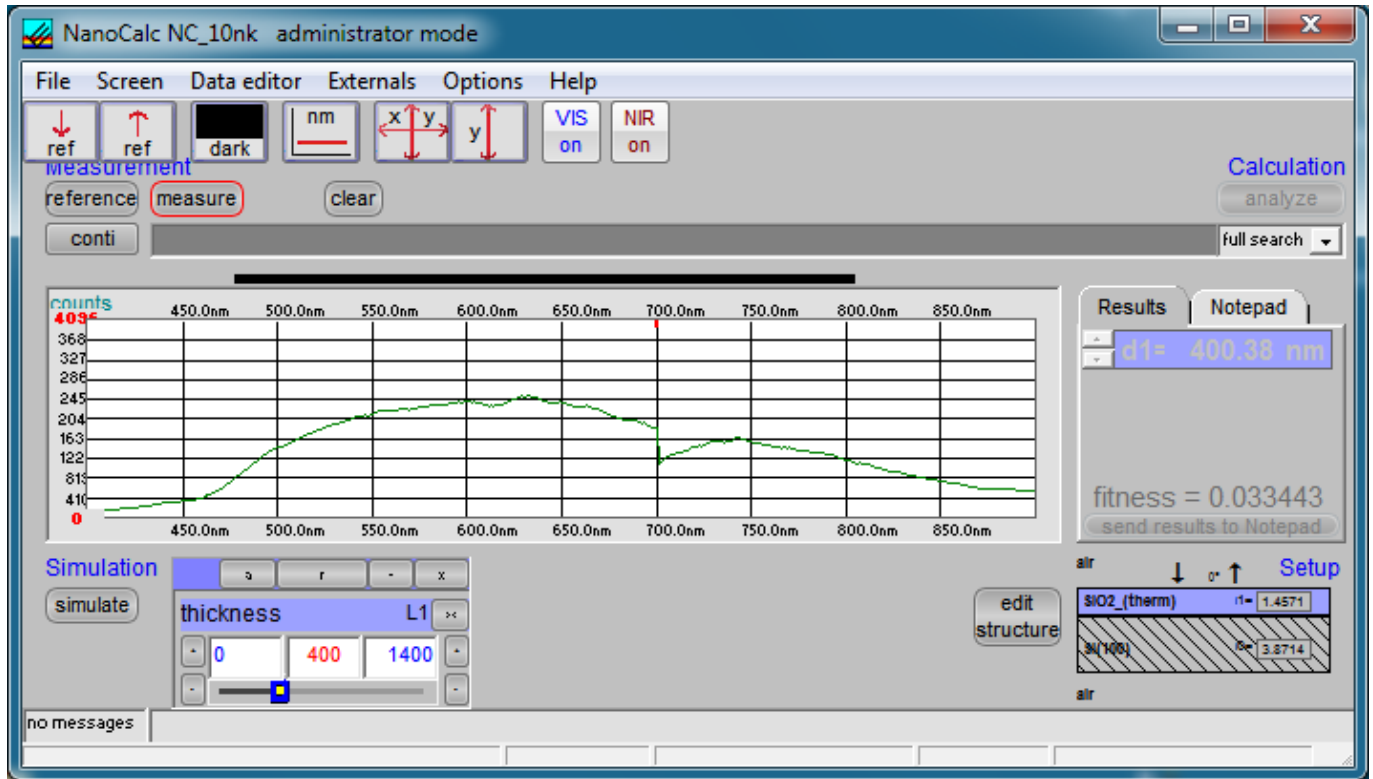 NanoCalc NC_10nk administrator mode
File Screen Data editor Externals Options Help
ref ref dark nm x y y VIS on NIR on
Measurement
Calculation
reference measure clear analyze
conti full search
counts
450.0nm 500.0nm 550.0nm 600.0nm 650.0nm 700.0nm 750.0nm 800.0nm 850.0nm
368
327
286
245
204
163
122
410
0
450.0nm 500.0nm 550.0nm 600.0nm 650.0nm 700.0nm 750.0nm 800.0nm 850.0nm
Results Notepad
d1= 400.38 nm
fitness = 0.033443
send results to Notepad
Simulation
simulate
a r - x
thickness L1
0 400 1400
edit
structure
air 0° Setup
SIO2_(therm) 1.4571
3.8714
air
no messages